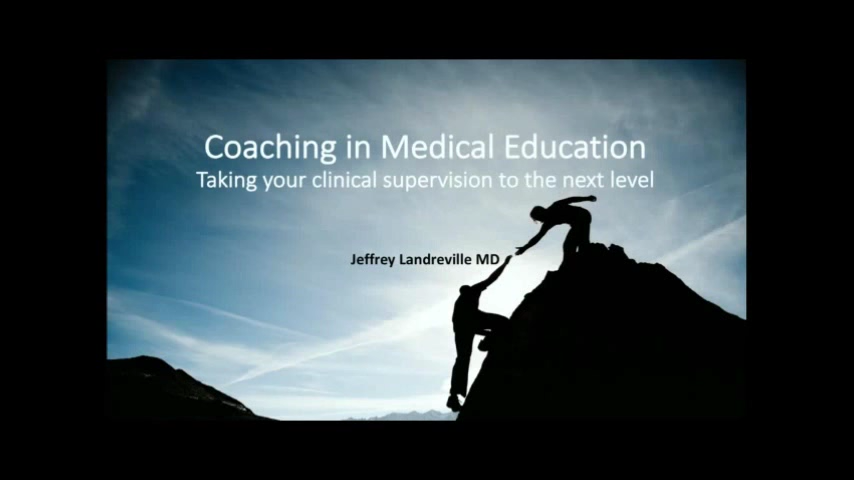 Coaching in Medical Education
Taking your clinical supervision to the next level
Jeffrey Landreville MD